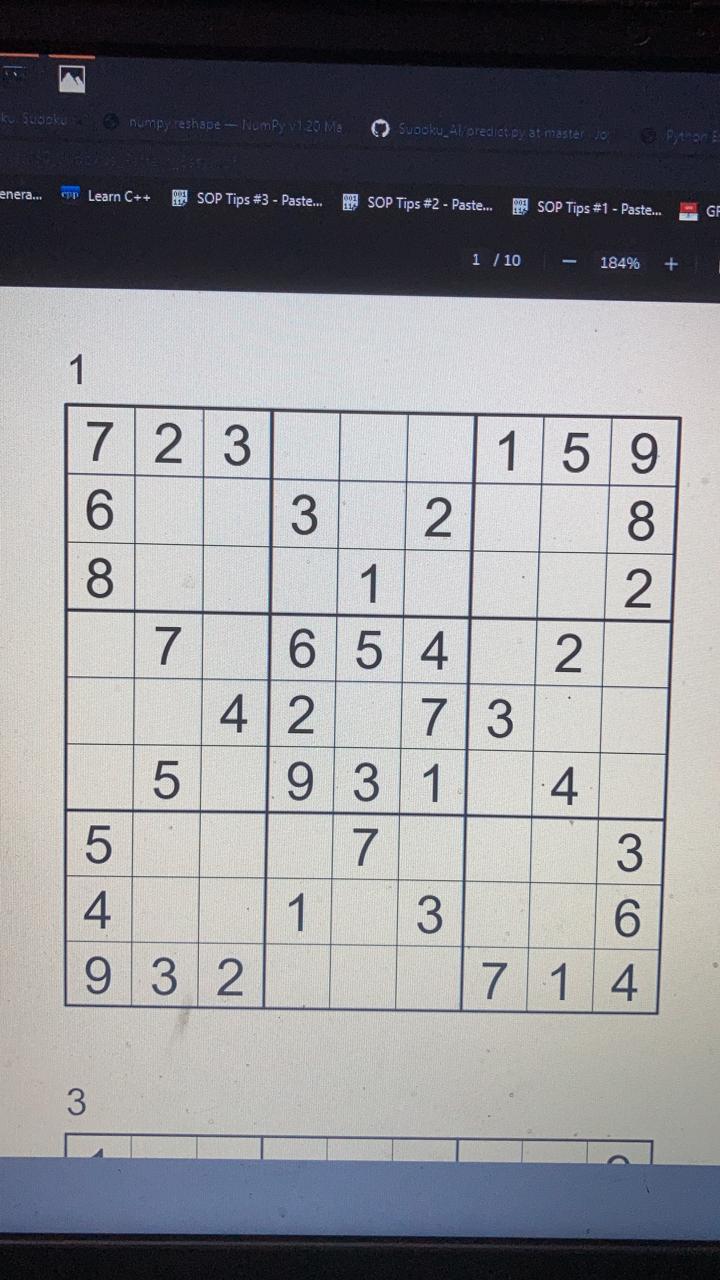 numpy.reshape — NumPy v1.20 Ma
Sudoku_AI/predict.py at master · Jo
Python
enera...
Learn C++
SOP Tips #3 - Paste...
SOP Tips #2 - Paste...
SOP Tips #1 - Paste...
1 / 10 − 184% +
1
7 2 3 1 5 9
6 3 2 8
8 1 2
7 6 5 4 2
4 2 7 3
5 9 3 1 4
5 7 3
4 1 3 6
9 3 2 7 1 4
3